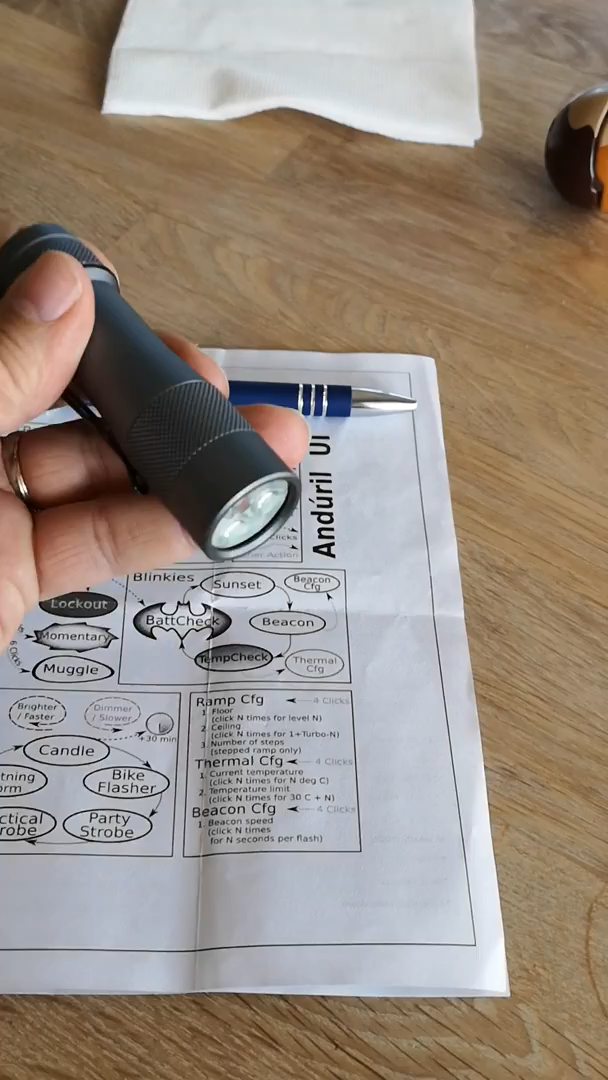 Andúril UI
Clicks
Action
Blinkies
Sunset
Beacon
Cfg
Lockout
BattCheck
Beacon
Momentary
6 Clicks
TempCheck
Thermal
Cfg
Muggle
Brighter
/ Faster
Dimmer
/ Slower
+30 min
Candle
Bike
Flasher
Party
Strobe
Ramp Cfg
4 Clicks
1. Floor
(click N times for level N)
2. Ceiling
(click N times for 1+Turbo-N)
3. Number of steps
(stepped ramp only)
Thermal Cfg
4 Clicks
1. Current temperature
(click N times for N deg C)
2. Temperature limit
(click N times for 30 C + N)
Beacon Cfg
4 Clicks
1. Beacon speed
(click N times
for N seconds per flash)